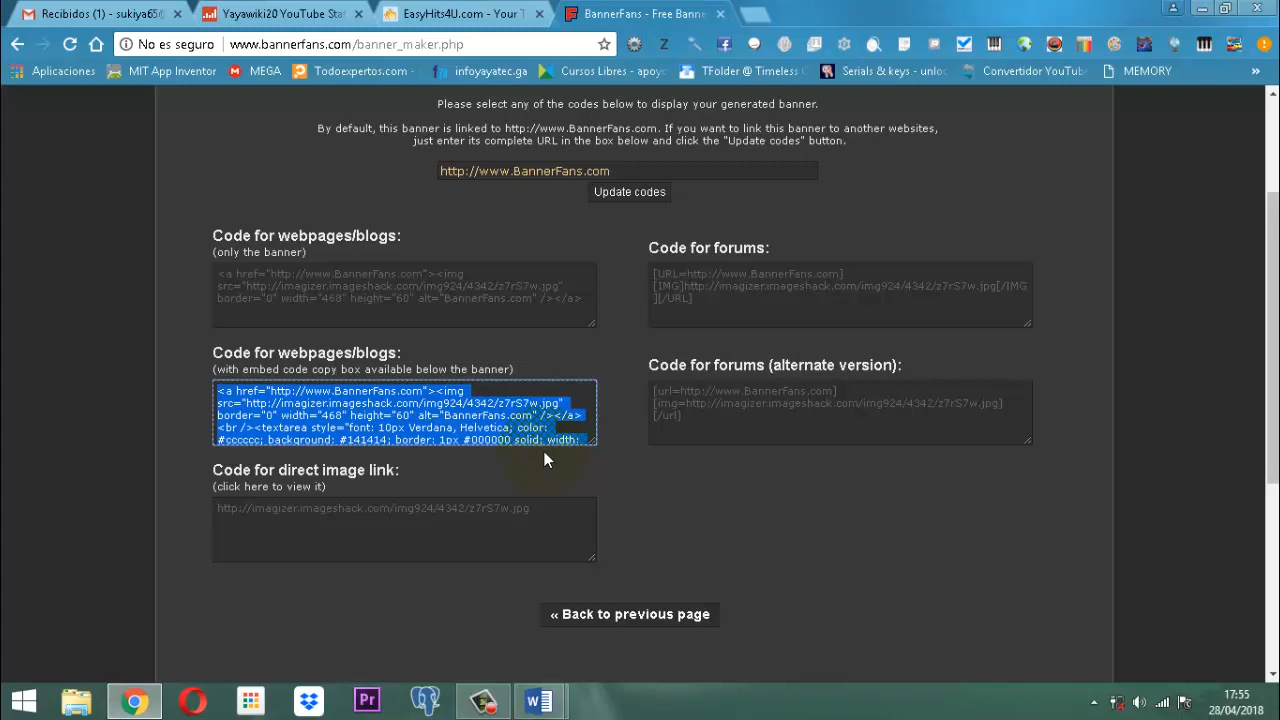 Recibidos (1) - sukiya65@
Yayawiki20 YouTube Stat
EasyHits4U.com - Your T
BannerFans - Free Bann
No es seguro
www.bannerfans.com/banner_maker.php
Aplicaciones
MIT App Inventor
MEGA
Todoexpertos.com -
infoyayatec.ga
Cursos Libres - apoy
TFolder @ Timeless
Serials & keys - unlo
Convertidor YouTub
MEMORY
»
Please select any of the codes below to display your generated banner.
By default, this banner is linked to http://www.BannerFans.com. If you want to link this banner to another websites,
just enter its complete URL in the box below and click the "Update codes" button.
http://www.BannerFans.com
Update codes
Code for webpages/blogs:
(only the banner)
<a href="http://www.BannerFans.com"><img
src="http://imagizer.imageshack.com/img924/4342/z7rS7w.jpg"
border="0" width="468" height="60" alt="BannerFans.com" /></a>
Code for forums:
[URL=http://www.BannerFans.com]
[IMG]http://imagizer.imageshack.com/img924/4342/z7rS7w.jpg[/IMG
][/URL]
Code for webpages/blogs:
(with embed code copy box available below the banner)
<a href="http://www.BannerFans.com"><img
src="http://imagizer.imageshack.com/img924/4342/z7rS7w.jpg"
border="0" width="468" height="60" alt="BannerFans.com" /></a>
<br /><textarea style="font: 10px Verdana, Helvetica; color:
#cccccc; background: #141414; border: 1px #000000 solid; width:
Code for forums (alternate version):
[url=http://www.BannerFans.com]
[img=http://imagizer.imageshack.com/img924/4342/z7rS7w.jpg]
[/url]
Code for direct image link:
(click here to view it)
http://imagizer.imageshack.com/img924/4342/z7rS7w.jpg
« Back to previous page
17:55
28/04/2018